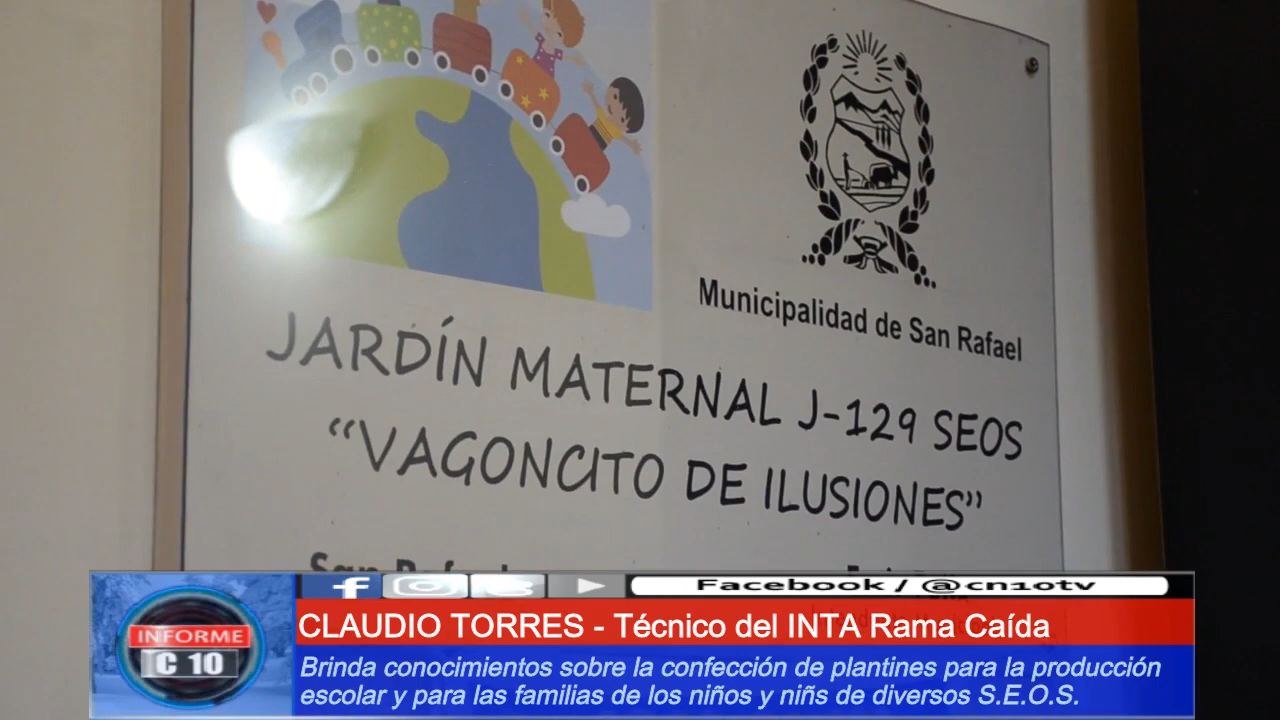 Municipalidad de San Rafael
JARDÍN MATERNAL J-129 SEOS
“VAGONCITO DE ILUSIONES”
San Rafael
Facebook / @cn10tv
INFORME
C 10
CLAUDIO TORRES - Técnico del INTA Rama Caída
Brinda conocimientos sobre la confección de plantines para la producción
escolar y para las familias de los niños y niñs de diversos S.E.O.S.